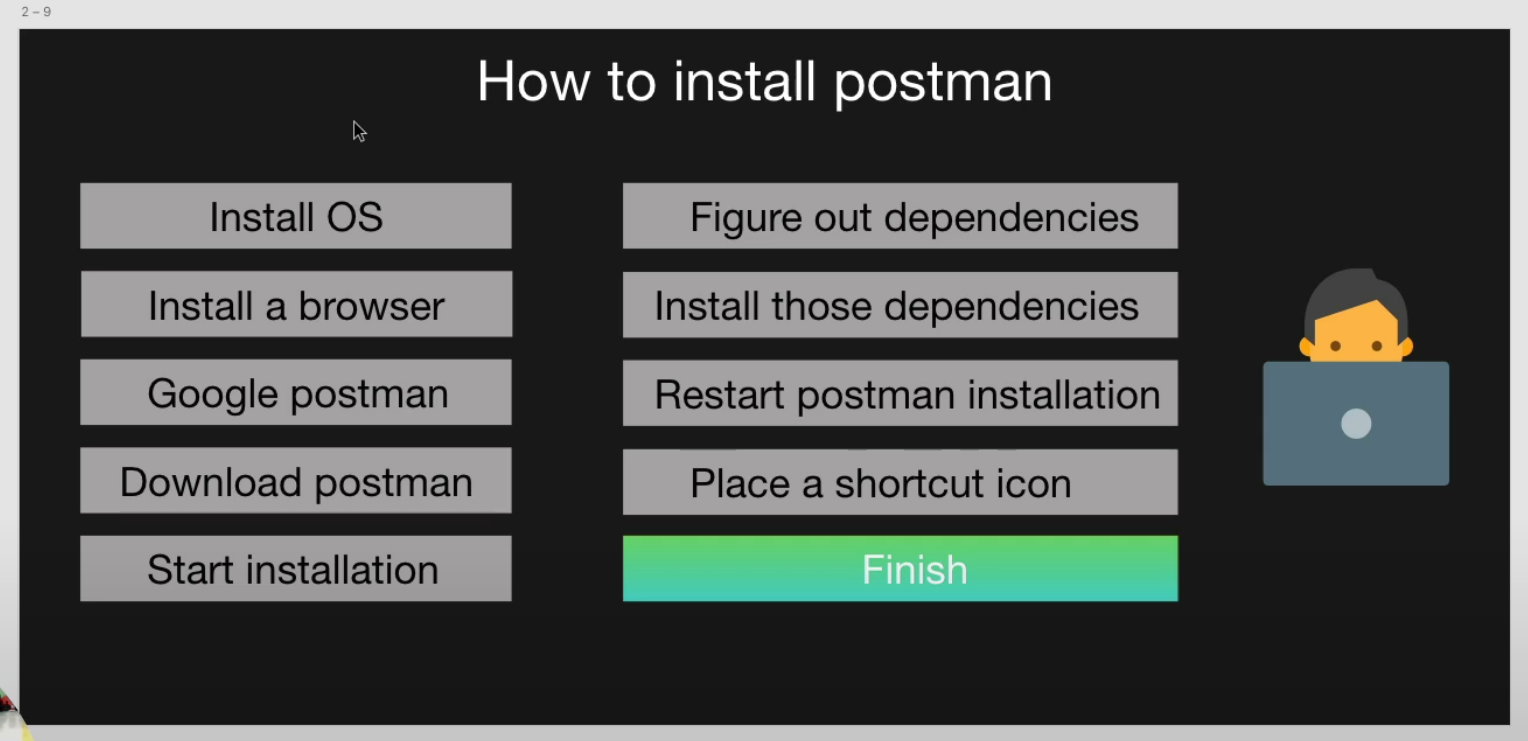 2 – 9
How to install postman
Install OS
Install a browser
Google postman
Download postman
Start installation
Figure out dependencies
Install those dependencies
Restart postman installation
Place a shortcut icon
Finish